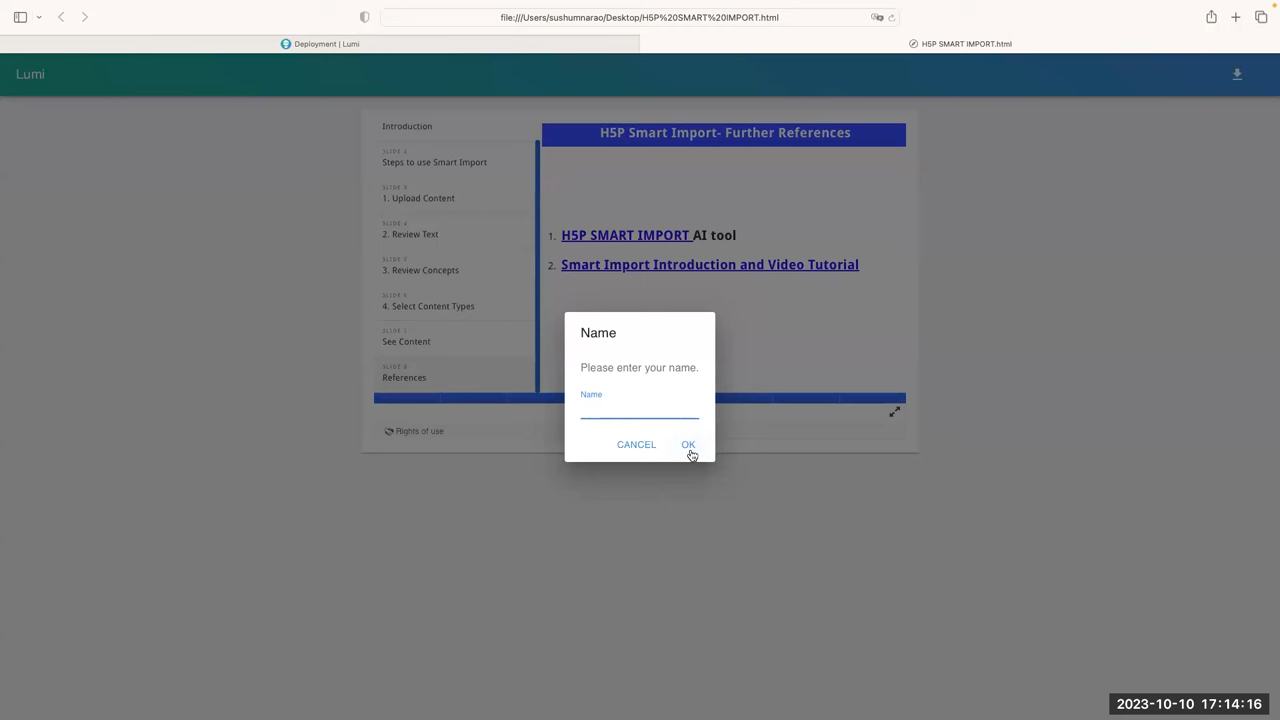 file:///Users/sushumnarao/Desktop/H5P%20SMART%20IMPORT.html
Deployment | Lumi
H5P SMART IMPORT.html
Lumi
Introduction
SLIDE 2
Steps to use Smart Import
SLIDE 3
1. Upload Content
SLIDE 4
2. Review Text
SLIDE 5
3. Review Concepts
SLIDE 6
4. Select Content Types
SLIDE 7
See Content
SLIDE 8
References
H5P Smart Import- Further References
1. H5P SMART IMPORT AI tool
2. Smart Import Introduction and Video Tutorial
Rights of use
Name
Please enter your name.
Name
CANCEL OK
2023-10-10 17:14:16